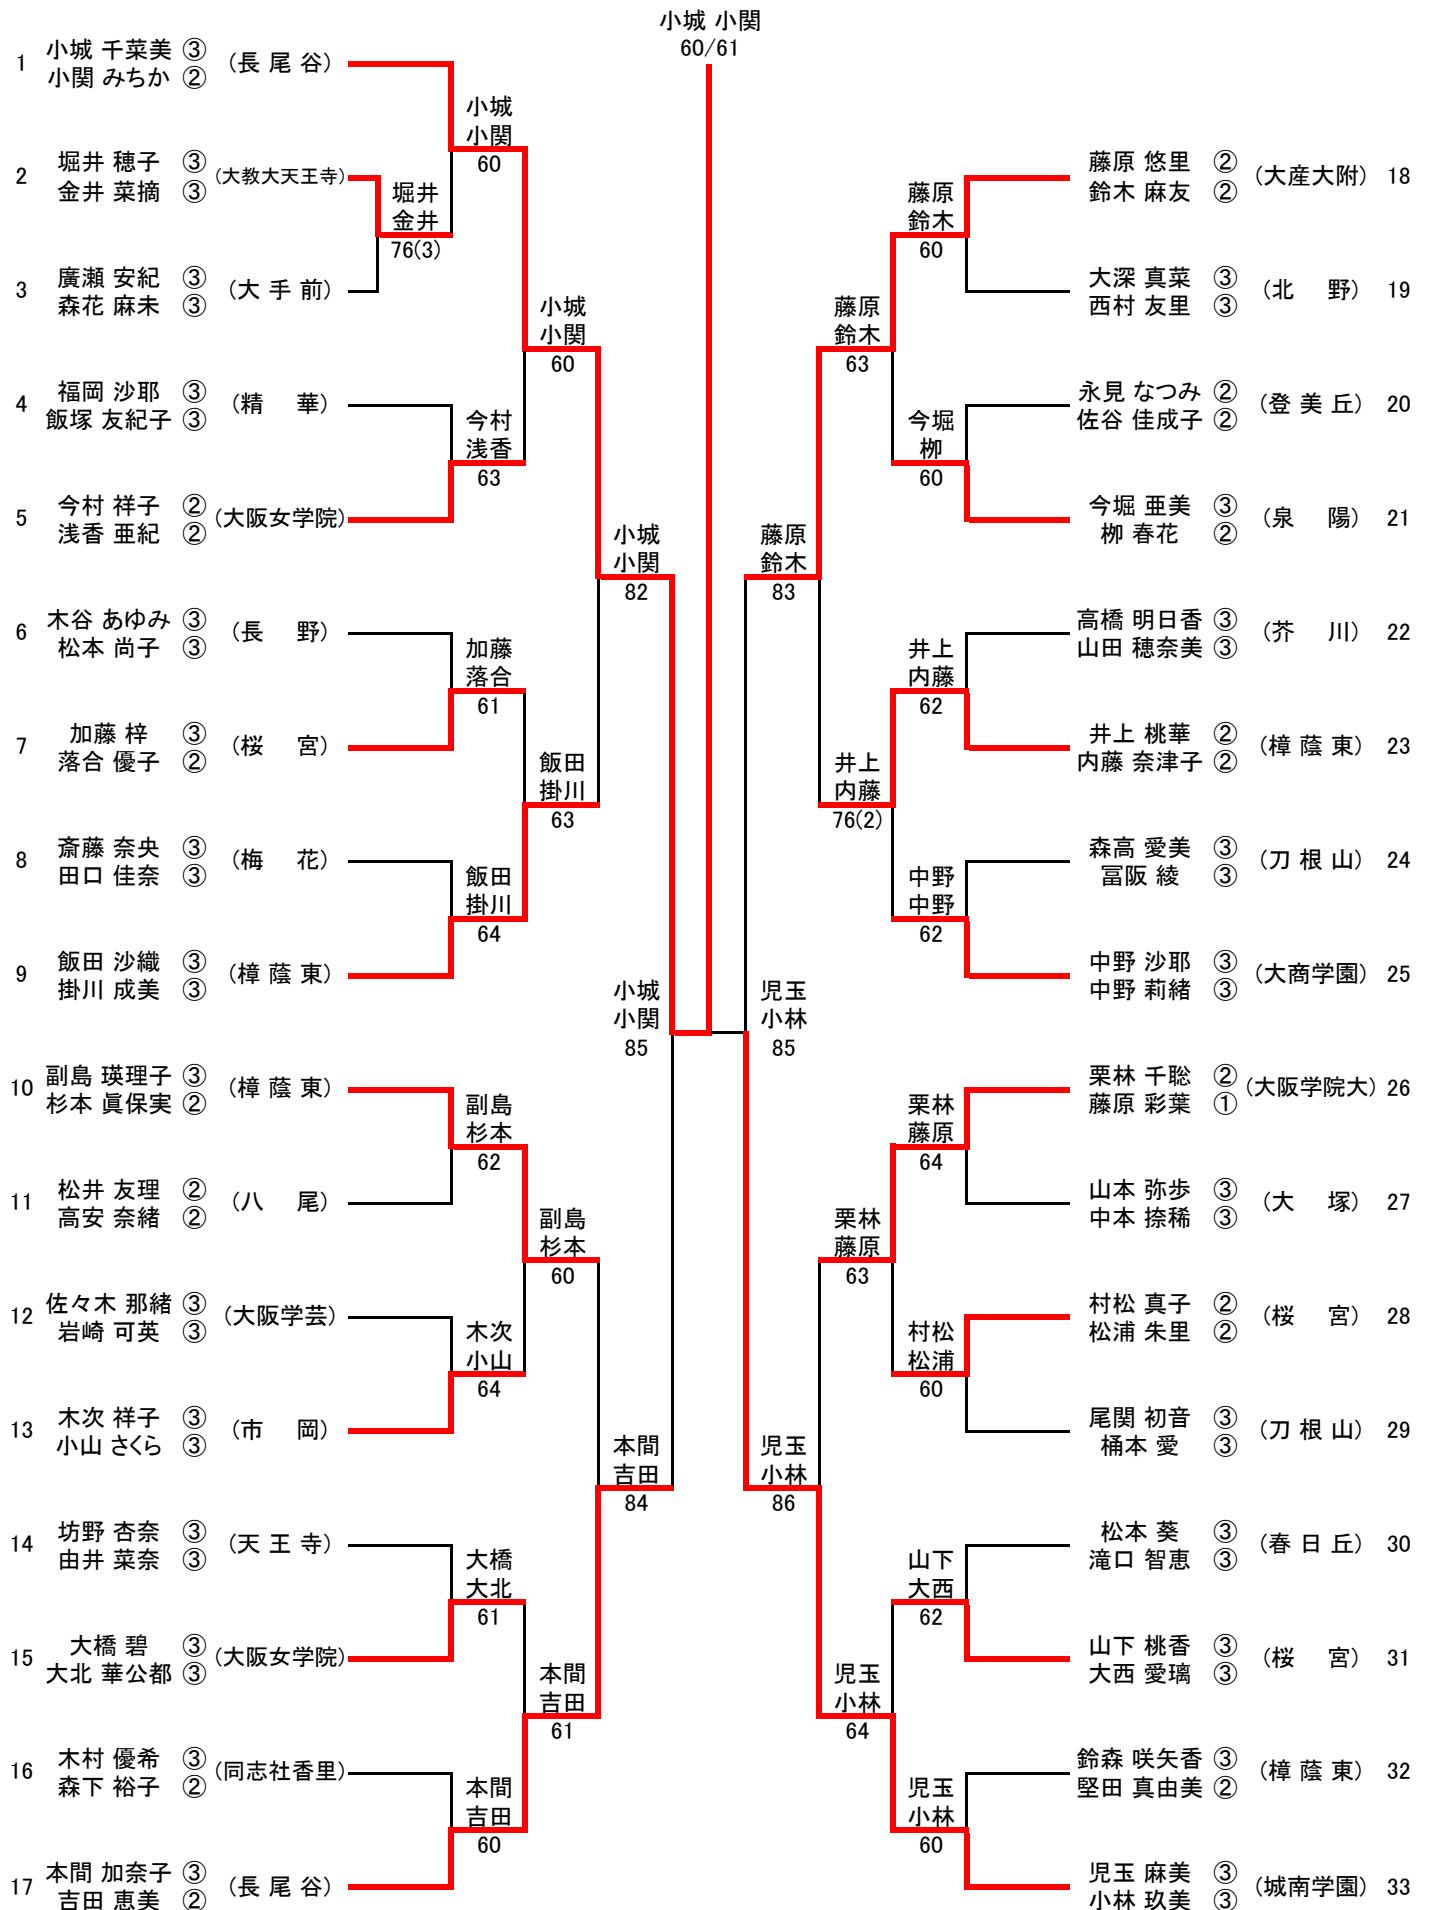 小城 小関
60/61
1 小城 千菜美 ③ (長 尾 谷)
小関 みちか ②
小城
小関
60
2 堀井 穂子 ③ (大教大天王寺)
金井 菜摘 ③
堀井
金井
76(3)
3 廣瀬 安紀 ③ (大 手 前)
森花 麻未 ③
小城
小関
60
4 福岡 沙耶 ③ (精 華)
飯塚 友紀子 ③
今村
浅香
63
5 今村 祥子 ② (大阪女学院)
浅香 亜紀 ②
小城
小関
82
6 木谷 あゆみ ③ (長 野)
松本 尚子 ③
加藤
落合
61
7 加藤 梓 ③ (桜 宮)
落合 優子 ②
飯田
掛川
63
8 斎藤 奈央 ③ (梅 花)
田口 佳奈 ③
飯田
掛川
64
9 飯田 沙織 ③ (樟 蔭 東)
掛川 成美 ③
小城
小関
85
10 副島 瑛理子 ③ (樟 蔭 東)
杉本 眞保実 ②
副島
杉本
62
11 松井 友理 ② (八 尾)
高安 奈緒 ②
副島
杉本
60
12 佐々木 那緒 ③ (大阪学芸)
岩崎 可英 ③
木次
小山
64
13 木次 祥子 ③ (市 岡)
小山 さくら ③
本間
吉田
84
14 坊野 杏奈 ③ (天 王 寺)
由井 菜奈 ③
大橋
大北
61
15 大橋 碧 ③ (大阪女学院)
大北 華公都 ③
本間
吉田
61
16 木村 優希 ③ (同志社香里)
森下 裕子 ②
本間
吉田
60
17 本間 加奈子 ③ (長 尾 谷)
吉田 恵美 ②
藤原 悠里 ② (大産大附) 18
鈴木 麻友 ②
藤原
鈴木
60
大深 真菜 ③ (北 野) 19
西村 友里 ③
藤原
鈴木
63
永見 なつみ ② (登 美 丘) 20
佐谷 佳成子 ②
今堀
栁
60
今堀 亜美 ③ (泉 陽) 21
栁 春花 ②
藤原
鈴木
83
高橋 明日香 ③ (芥 川) 22
山田 穂奈美 ③
井上
内藤
62
井上 桃華 ② (樟 蔭 東) 23
内藤 奈津子 ②
井上
内藤
76(2)
森高 愛美 ③ (刀 根 山) 24
冨阪 綾 ③
中野
中野
62
中野 沙耶 ③ (大商学園) 25
中野 莉緒 ③
児玉
小林
85
栗林 千聡 ② (大阪学院大) 26
藤原 彩葉 ①
栗林
藤原
64
山本 弥歩 ③ (大 塚) 27
中本 捺稀 ③
栗林
藤原
63
村松 真子 ② (桜 宮) 28
松浦 朱里 ②
村松
松浦
60
尾関 初音 ③ (刀 根 山) 29
桶本 愛 ③
児玉
小林
86
松本 葵 ③ (春 日 丘) 30
滝口 智恵 ③
山下
大西
62
山下 桃香 ③ (桜 宮) 31
大西 愛璃 ③
児玉
小林
64
鈴森 咲矢香 ③ (樟 蔭 東) 32
堅田 真由美 ②
児玉
小林
60
児玉 麻美 ③ (城南学園) 33
小林 玖美 ③